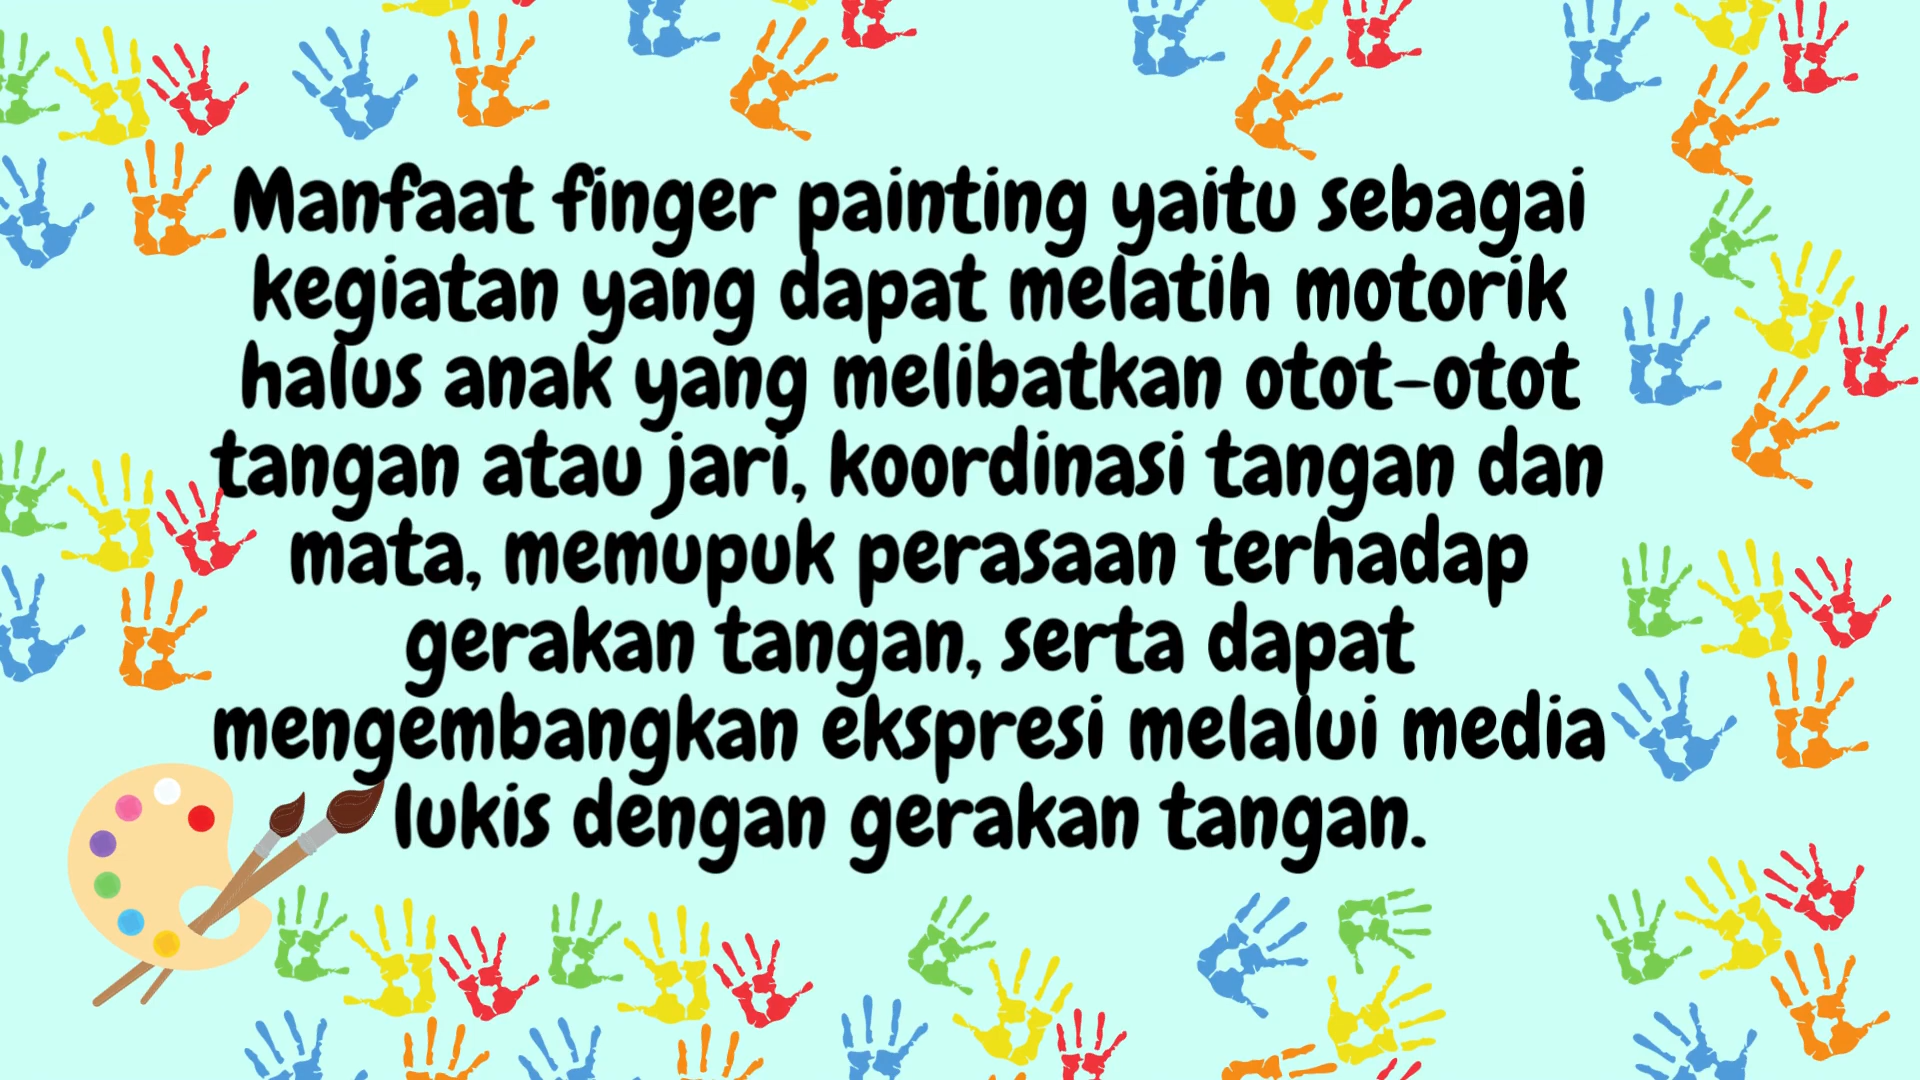 Manfaat finger painting yaitu sebagai
kegiatan yang dapat melatih motorik
halus anak yang melibatkan otot-otot
tangan atau jari, koordinasi tangan dan
mata, memupuk perasaan terhadap
gerakan tangan, serta dapat
mengembangkan ekspresi melalui media
lukis dengan gerakan tangan.